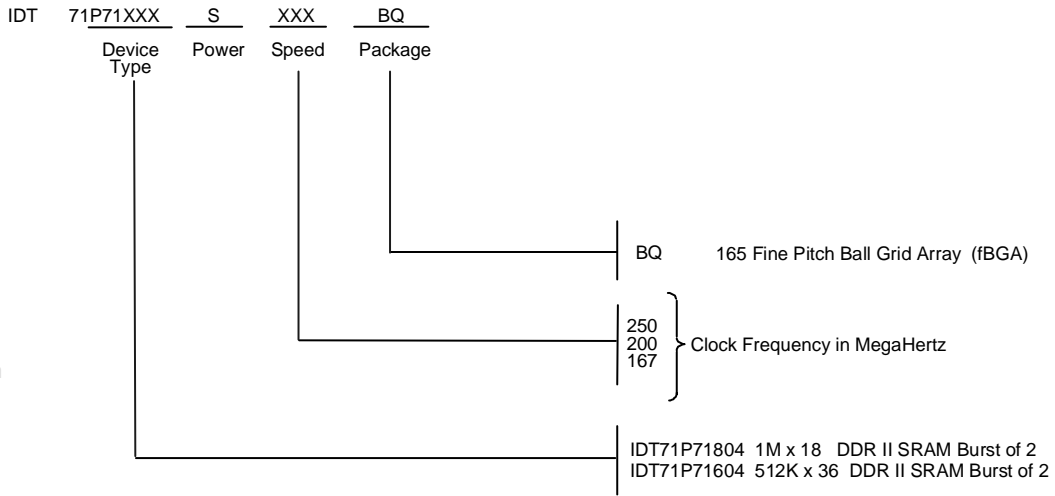 IDT 71P71XXX S XXX BQ
Device Type Power Speed Package
BQ 165 Fine Pitch Ball Grid Array (fBGA)
250
200
167
Clock Frequency in MegaHertz
IDT71P71804 1M x 18 DDR II SRAM Burst of 2
IDT71P71604 512K x 36 DDR II SRAM Burst of 2